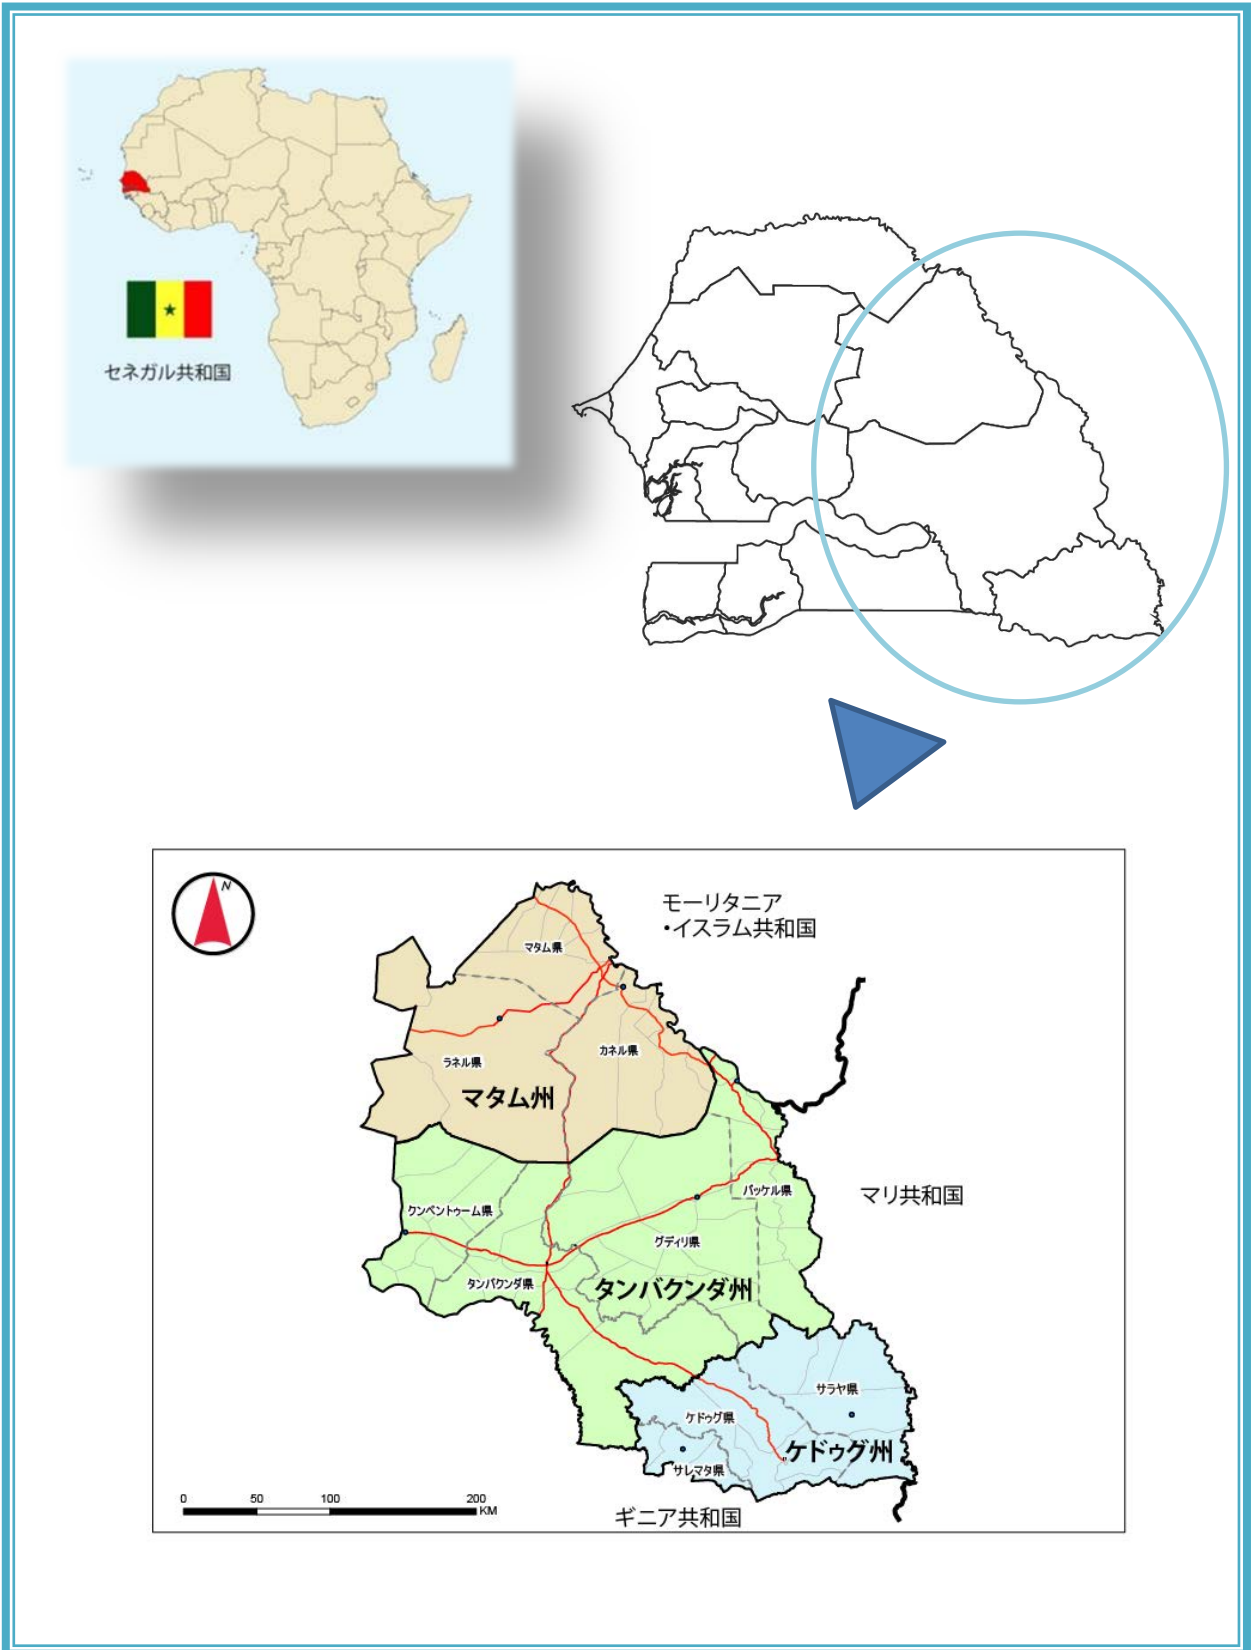 セネガル共和国
N
モーリタニア
・イスラム共和国
マタム県
ラネル県
カネル県
マタム州
バッケル県
マリ共和国
クンペントゥーム県
グディリ県
タンバクンダ県
タンバクンダ州
サラヤ県
ケドゥグ県
ケドゥグ州
サレマタ県
0 50 100 200
KM
ギニア共和国